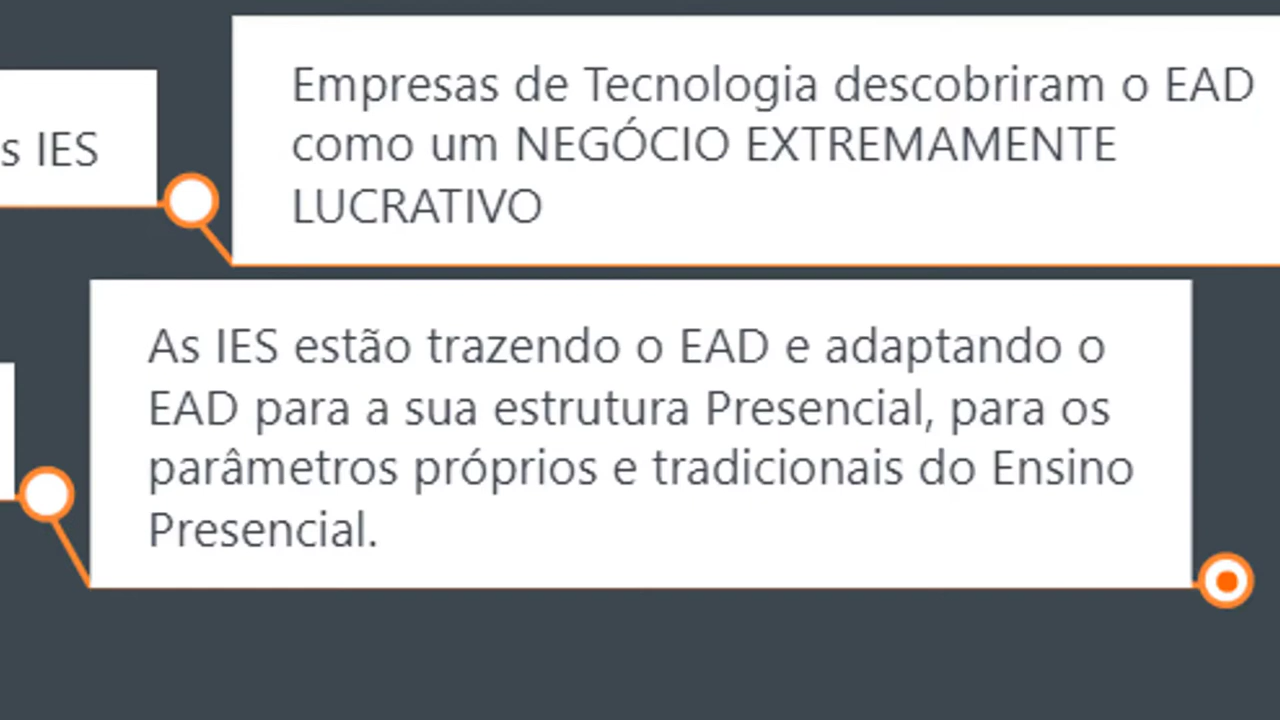 s IES
Empresas de Tecnologia descobriram o EAD
como um NEGÓCIO EXTREMAMENTE
LUCRATIVO
As IES estão trazendo o EAD e adaptando o
EAD para a sua estrutura Presencial, para os
parâmetros próprios e tradicionais do Ensino
Presencial.